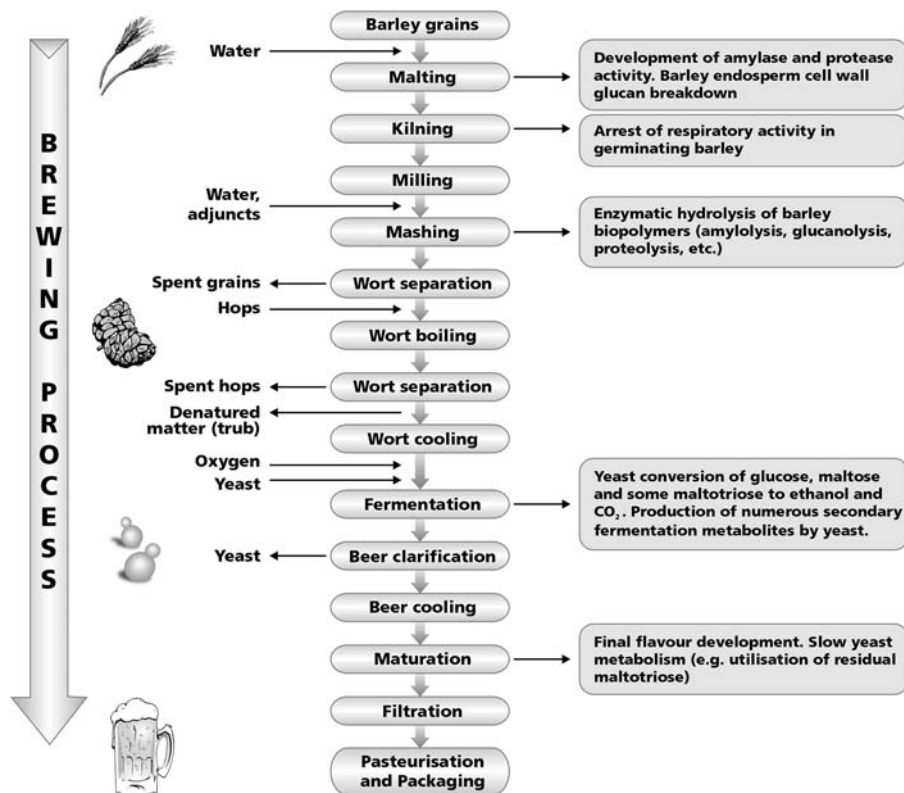 BREWING PROCESS
Barley grains
Water
Malting
Development of amylase and protease
activity. Barley endosperm cell wall
glucan breakdown
Kilning
Arrest of respiratory activity in
germinating barley
Milling
Water,
adjuncts
Mashing
Enzymatic hydrolysis of barley
biopolymers (amylolysis, glucanolysis,
proteolysis, etc.)
Spent grains
Wort separation
Hops
Wort boiling
Spent hops
Wort separation
Denatured
matter (trub)
Wort cooling
Oxygen
Yeast
Fermentation
Yeast conversion of glucose, maltose
and some maltotriose to ethanol and
CO₂. Production of numerous secondary
fermentation metabolites by yeast.
Yeast
Beer clarification
Beer cooling
Maturation
Final flavour development. Slow yeast
metabolism (e.g. utilisation of residual
maltotriose)
Filtration
Pasteurisation
and Packaging